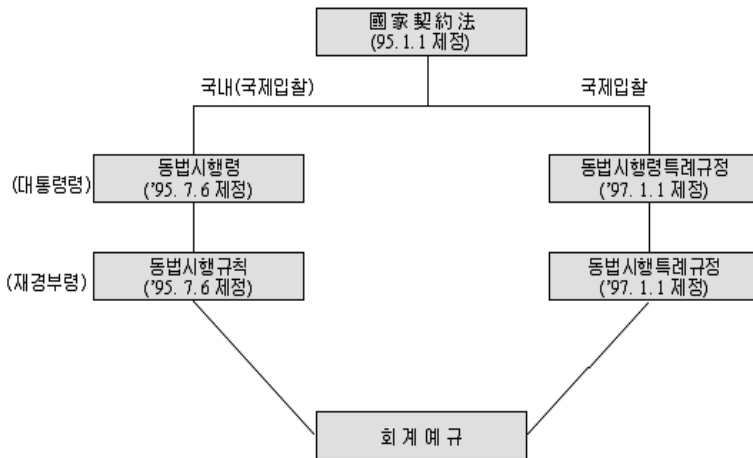 國家契約法
(95.1.1 제정)
국내(국제입찰)
국제입찰
(대통령령)
동법시행령
('95. 7.6 제정)
동법시행령특례규정
('97. 1.1 제정)
(재경부령)
동법시행규칙
('95. 7.6 제정)
동법시행특례규정
('97. 1.1 제정)
회 계 예 규